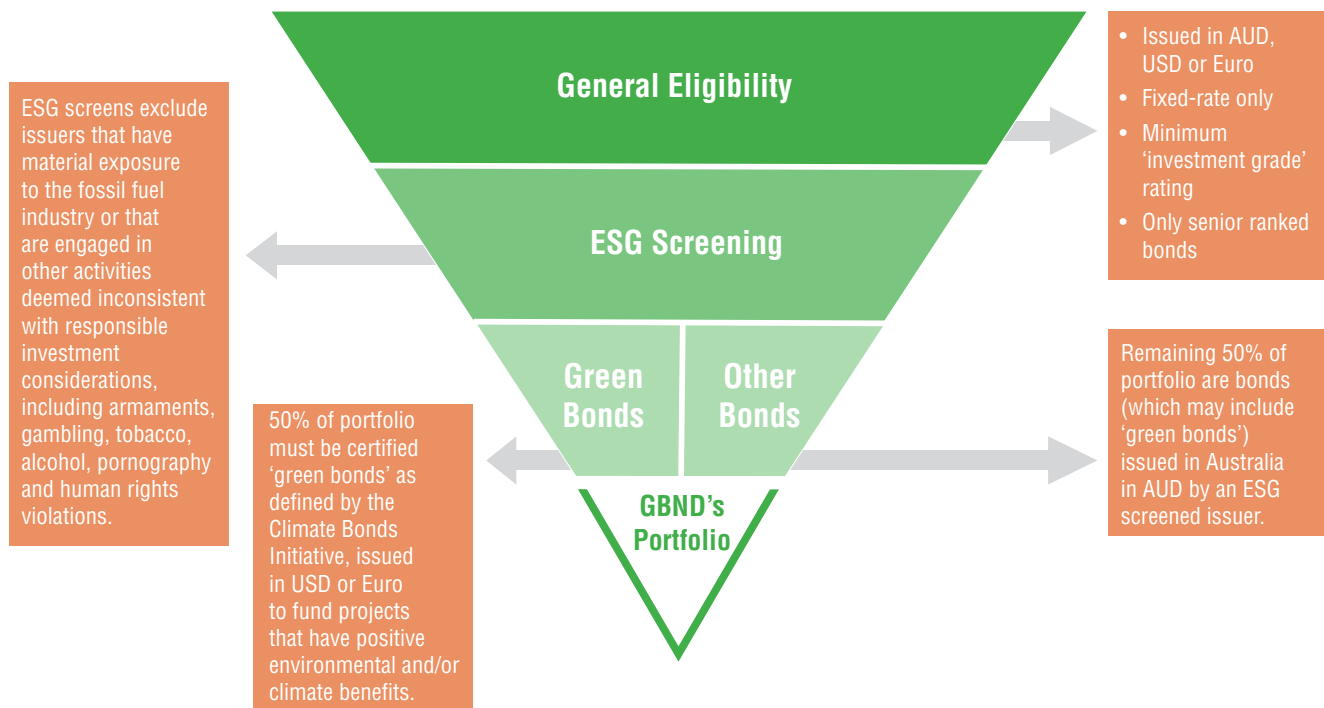 General Eligibility
• Issued in AUD,
USD or Euro
• Fixed-rate only
• Minimum
‘investment grade’
rating
• Only senior ranked
bonds
ESG Screening
ESG screens exclude
issuers that have
material exposure
to the fossil fuel
industry or that
are engaged in
other activities
deemed inconsistent
with responsible
investment
considerations,
including armaments,
gambling, tobacco,
alcohol, pornography
and human rights
violations.
Green
Bonds
Other
Bonds
50% of portfolio
must be certified
‘green bonds’ as
defined by the
Climate Bonds
Initiative, issued
in USD or Euro
to fund projects
that have positive
environmental and/or
climate benefits.
Remaining 50% of
portfolio are bonds
(which may include
‘green bonds’)
issued in Australia
in AUD by an ESG
screened issuer.
GBND’s
Portfolio